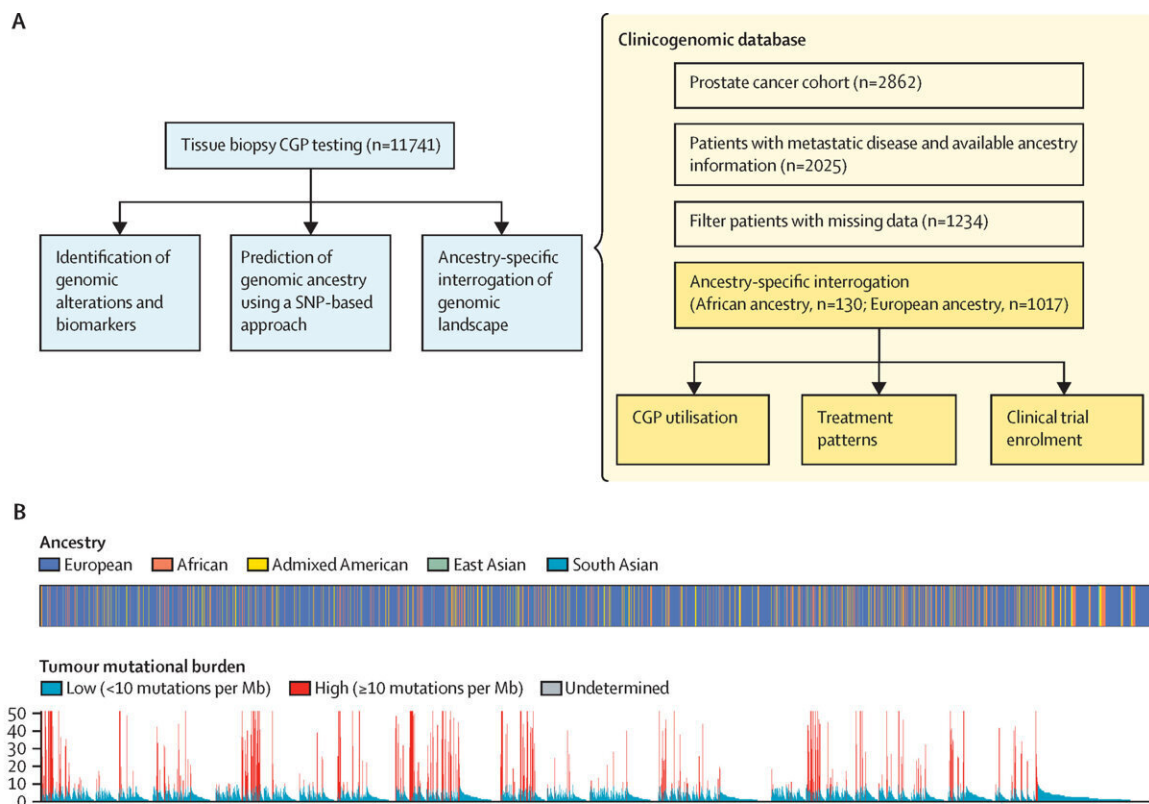 A
Tissue biopsy CGP testing (n=11741)
Identification of
genomic
alterations and
biomarkers
Prediction of
genomic ancestry
using a SNP-based
approach
Ancestry-specific
interrogation of
genomic
landscape
Clinicogenomic database
Prostate cancer cohort (n=2862)
Patients with metastatic disease and available ancestry
information (n=2025)
Filter patients with missing data (n=1234)
Ancestry-specific interrogation
(African ancestry, n=130; European ancestry, n=1017)
CGP utilisation
Treatment
patterns
Clinical trial
enrolment
B
Ancestry
European African Admixed American East Asian South Asian
Tumour mutational burden
Low (<10 mutations per Mb) High (≥10 mutations per Mb) Undetermined
50
40
30
20
10
0